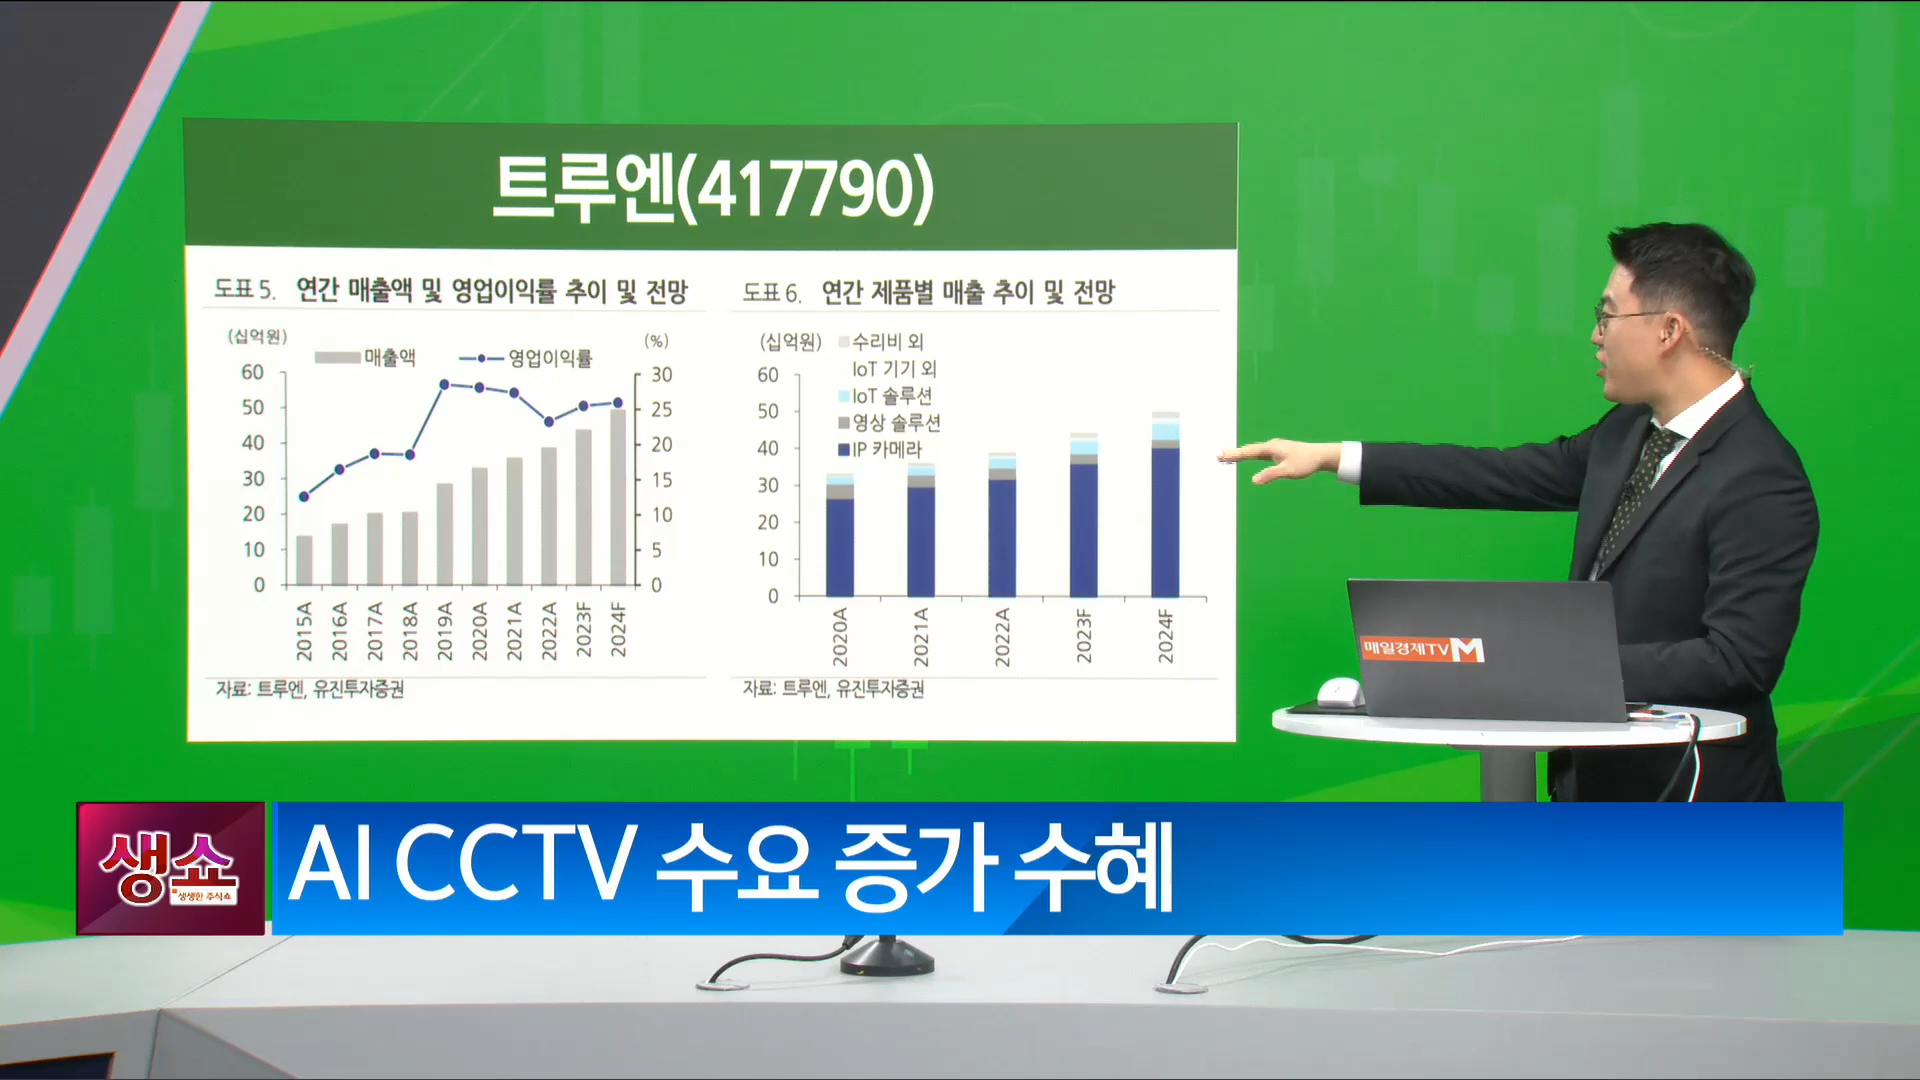 트루엔(417790)
도표 5. 연간 매출액 및 영업이익률 추이 및 전망
(십억원)
(%)
매출액
영업이익률
60
50
40
30
20
10
0
30
25
20
15
10
5
0
2015A
2016A
2017A
2018A
2019A
2020A
2021A
2022A
2023F
2024F
자료: 트루엔, 유진투자증권
도표 6. 연간 제품별 매출 추이 및 전망
(십억원)
수리비 외
IoT 기기 외
IoT 솔루션
영상 솔루션
IP 카메라
60
50
40
30
20
10
0
2020A
2021A
2022A
2023F
2024F
자료: 트루엔, 유진투자증권
매일경제TV M
생쇼
생생한 주식쇼
AI CCTV 수요 증가 수혜